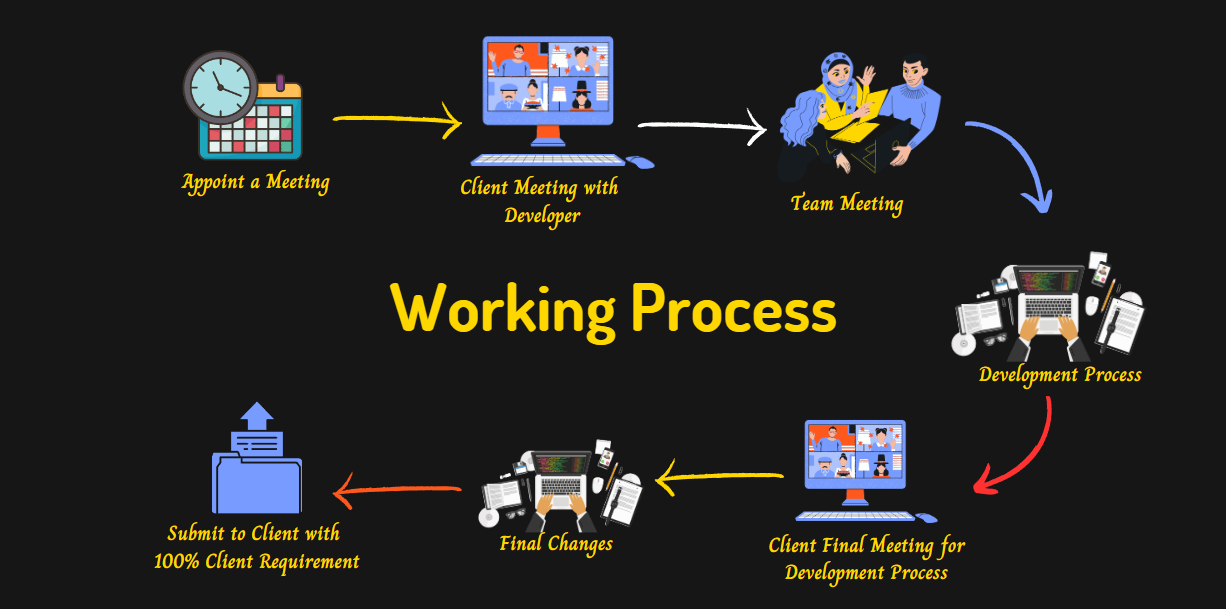 Appoint a Meeting
Client Meeting with
Developer
Team Meeting
Working Process
Development Process
Client Final Meeting for
Development Process
Final Changes
Submit to Client with
100% Client Requirement